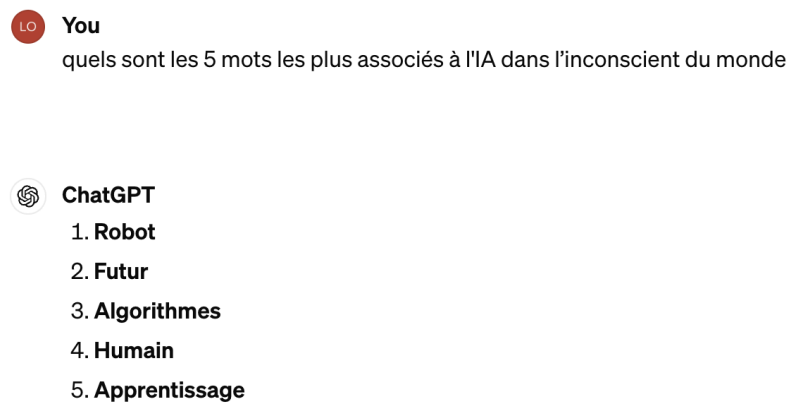 LO
You
quels sont les 5 mots les plus associés à l'IA dans l’inconscient du monde
ChatGPT
1. Robot
2. Futur
3. Algorithmes
4. Humain
5. Apprentissage